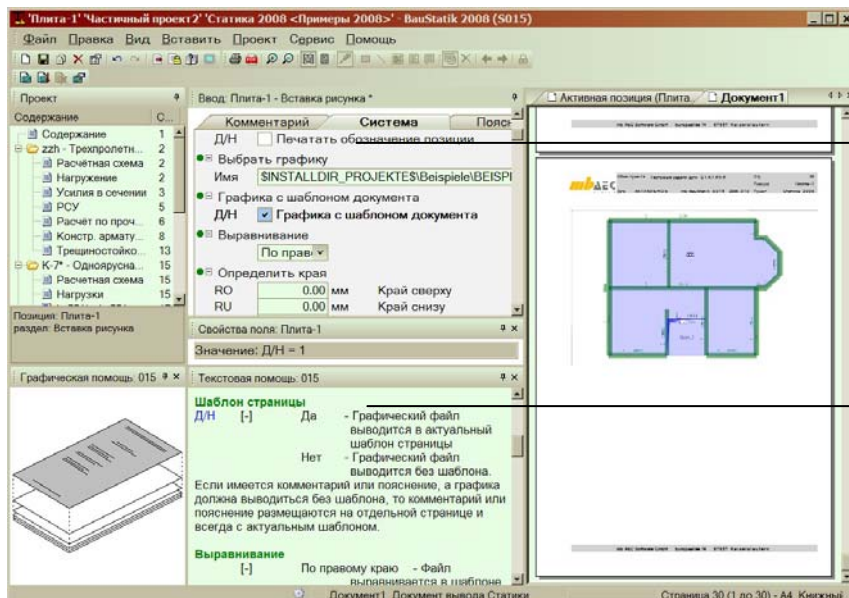 'Плита-1' 'Частичный проект2' 'Статика 2008 <Примеры 2008>' - BauStatik 2008 (S015)
Файл Правка Вид Вставить Проект Сервис Помощь
Проект
Содержание С...
Содержание 1
zzh - Трехпролетн... 2
Расчётная схема 2
Нагружение 2
Усилия в сечении 3
РСУ 5
Расчёт по проч... 6
Констр. армату... 8
Трещиностойко... 13
К-7* - Одноярусна... 15
Расчетная схема 15
Нагрузки 15
Позиция: Плита-1
раздел: Вставка рисунка
Ввод: Плита-1 - Вставка рисунка *
Комментарий Система Поясн
Д/Н Печатать обозначение позиции
Выбрать графику
Имя $INSTALLDIR_PROJEKTE$\Beispiele\BEISPI
Графика с шаблоном документа
Д/Н Графика с шаблоном документа
Выравнивание
По прав
Определить края
RO 0.00 мм Край сверху
RU 0.00 мм Край снизу
Свойства поля: Плита-1
Значение: Д/Н = 1
Графическая помощь: 015
Текстовая помощь: 015
Шаблон страницы
Д/Н [-] Да - Графический файл
выводится в актуальный
шаблон страницы
Нет - Графический файл
выводится без шаблона.
Если имеется комментарий или пояснение, а графика
должна выводиться без шаблона, то комментарий или
пояснение размещаются на отдельной странице и
всегда с актуальным шаблоном.
Выравнивание
[-] По правому краю - Файл
выравнивается в шаблоне
Активная позиция (Плита Документ1
mb AEC
Документ1, Документ вывода Статики
Страница 30 (1 до 30) - A4, Книжный